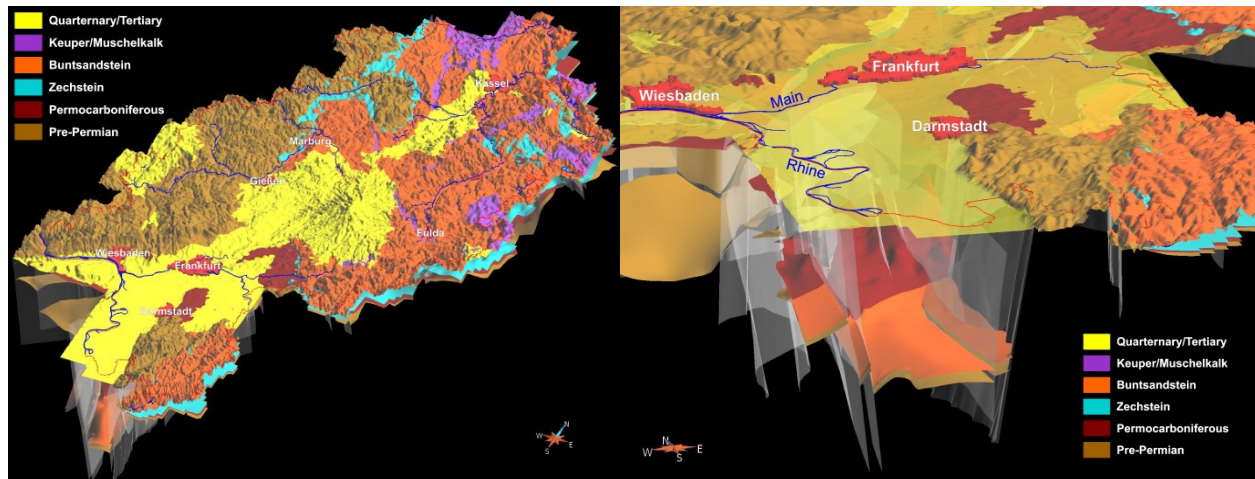 Quarternary/Tertiary
Keuper/Muschelkalk
Buntsandstein
Zechstein
Permocarboniferous
Pre-Permian
Kassel
Marburg
Gießen
Fulda
Wiesbaden
Frankfurt
Darmstadt
N
W
E
S
Frankfurt
Wiesbaden
Main
Darmstadt
Rhine
Quarternary/Tertiary
Keuper/Muschelkalk
Buntsandstein
Zechstein
Permocarboniferous
Pre-Permian
N
W
E
S